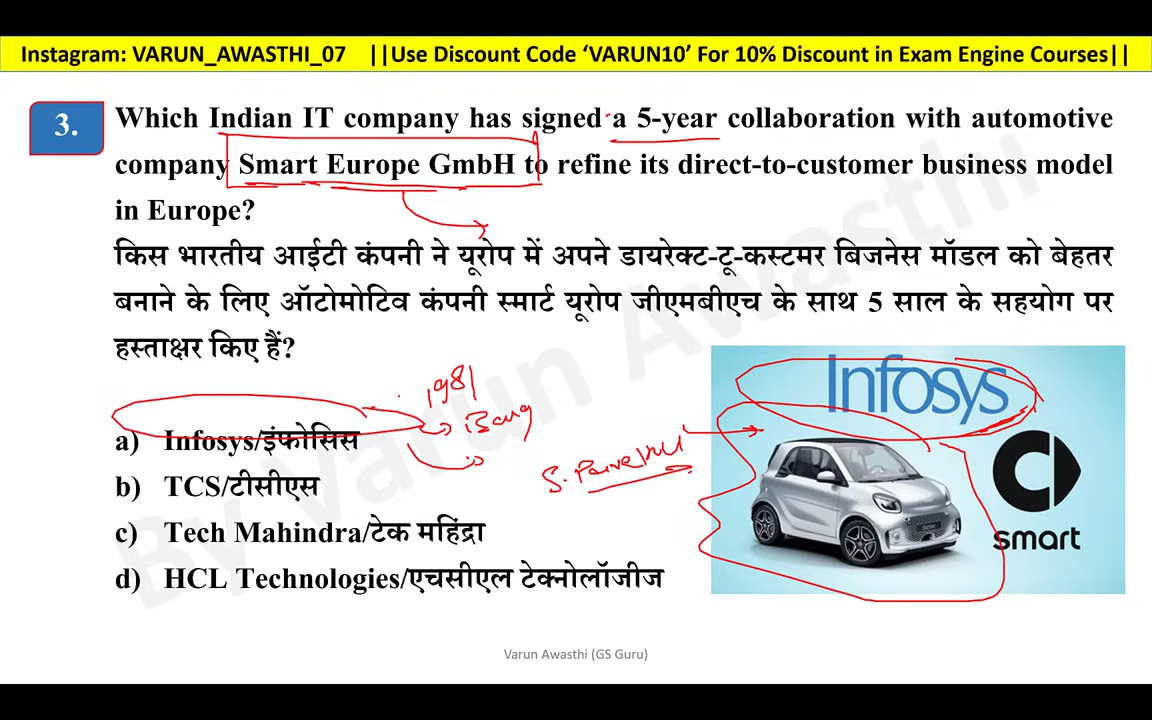 Instagram: VARUN_AWASTHI_07 ||Use Discount Code ‘VARUN10’ For 10% Discount in Exam Engine Courses||
3.
Which Indian IT company has signed a 5-year collaboration with automotive
company Smart Europe GmbH to refine its direct-to-customer business model
in Europe?
किस भारतीय आईटी कंपनी ने यूरोप में अपने डायरेक्ट-टू-कस्टमर बिजनेस मॉडल को बेहतर
बनाने के लिए ऑटोमोटिव कंपनी स्मार्ट यूरोप जीएमबीएच के साथ 5 साल के सहयोग पर
हस्ताक्षर किए हैं?
1981
Bang
a) Infosys/इंफोसिस
b) TCS/टीसीएस
c) Tech Mahindra/टेक महिंद्रा
d) HCL Technologies/एचसीएल टेक्नोलॉजीज
Infosys
smart
By Varun Awasthi
Varun Awasthi (GS Guru)